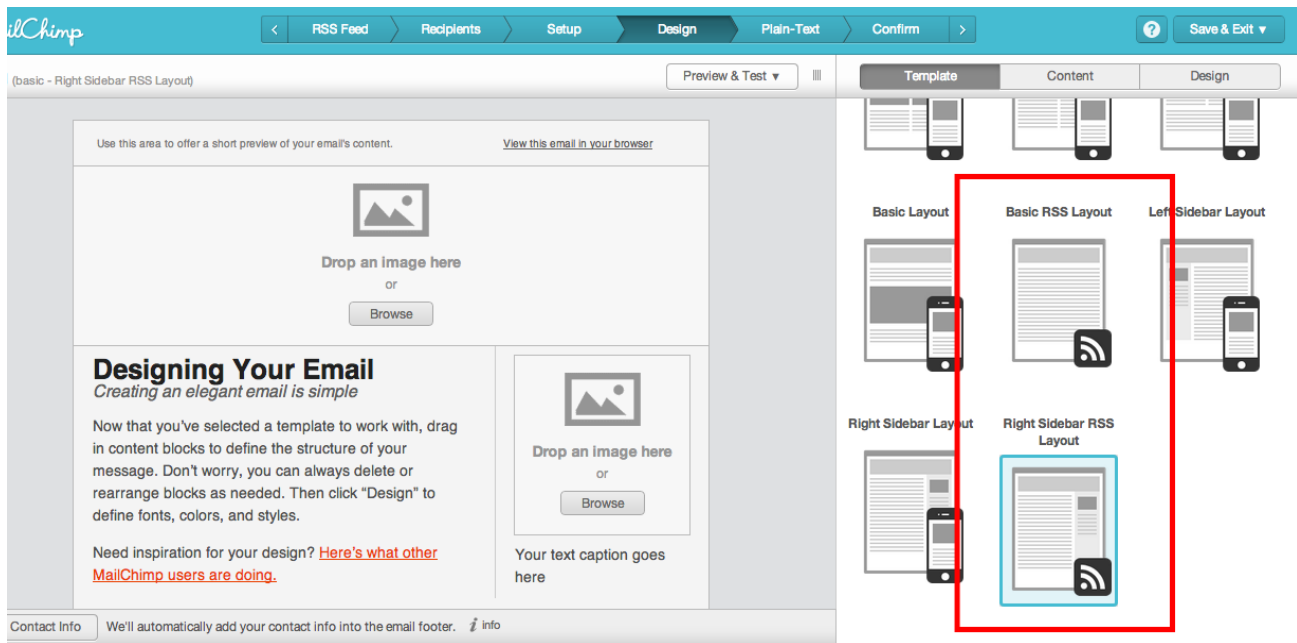 ilChimp
RSS Feed
Recipients
Setup
Design
Plain-Text
Confirm
Save & Exit
(basic - Right Sidebar RSS Layout)
Preview & Test
Template
Content
Design
Use this area to offer a short preview of your email's content.
View this email in your browser
Drop an image here
or
Browse
Designing Your Email
Creating an elegant email is simple
Now that you've selected a template to work with, drag
in content blocks to define the structure of your
message. Don't worry, you can always delete or
rearrange blocks as needed. Then click "Design" to
define fonts, colors, and styles.
Need inspiration for your design? Here's what other
MailChimp users are doing.
Drop an image here
or
Browse
Your text caption goes
here
Basic Layout
Basic RSS Layout
Left Sidebar Layout
Right Sidebar Layout
Right Sidebar RSS
Layout
Contact Info
We'll automatically add your contact info into the email footer.
i info